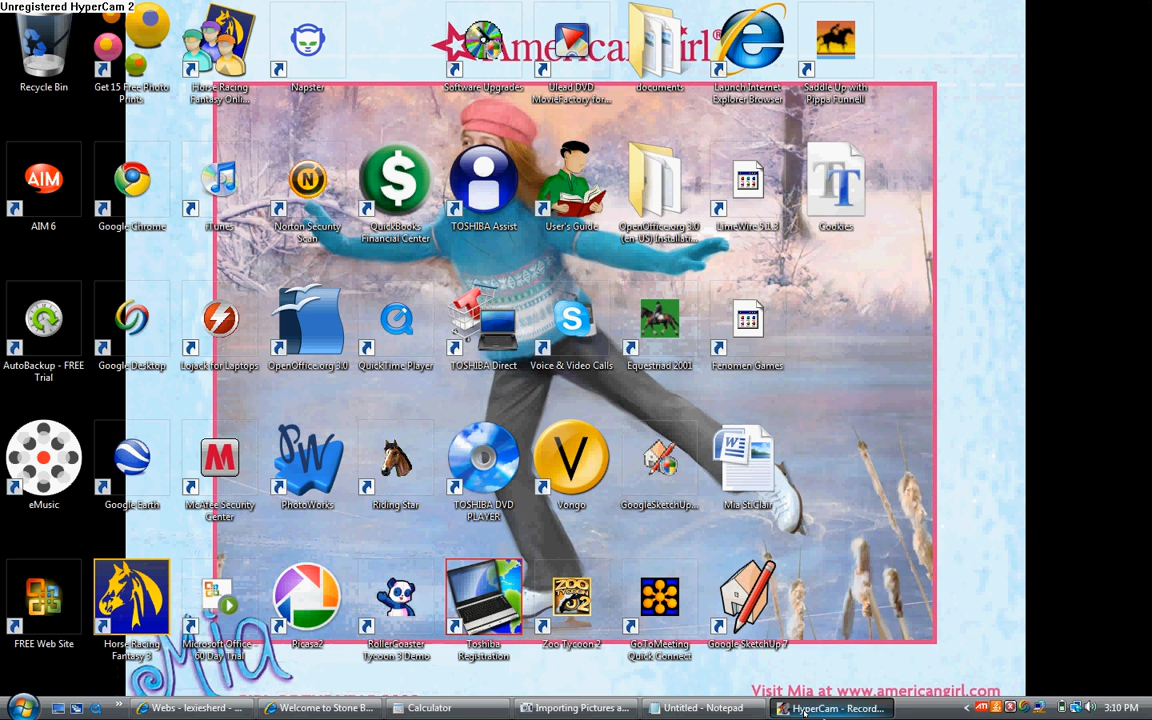 Unregistered HyperCam 2
American Girl®
Recycle Bin
Get 15 Free Photo
Prints
Horse Racing
Fantasy Onli...
Napster
Software Upgrades
Ulead DVD
MovieFactory for...
documents
Launch Internet
Explorer Browser
Saddle Up with
Pippa Funnell
AIM
AIM 6
Google Chrome
iTunes
N
Norton Security
Scan
$
QuickBooks
Financial Center
TOSHIBA Assist
User's Guide
OpenOffice.org 3.0
(en-US) Installati...
LimeWire 5.1.3
T
Cookies
AutoBackup - FREE
Trial
Google Desktop
LoJack for Laptops
OpenOffice.org 3.0
QuickTime Player
TOSHIBA Direct
S
Voice & Video Calls
Equestriad 2001
Fenomen Games
eMusic
Google Earth
M
McAfee Security
Center
PW
PhotoWorks
Riding Star
TOSHIBA DVD
PLAYER
V
Vongo
GoogleSketchUp...
W
Mia St.Clair
FREE Web Site
Horse Racing
Fantasy 3
Microsoft Office -
60 Day Trial
Picasa2
RollerCoaster
Tycoon 3 Demo
Toshiba
Registration
ZOO
TYCOON
2
Zoo Tycoon 2
GoToMeeting
Quick Connect
Google SketchUp 7
Mia
Visit Mia at www.americangirl.com
Webs - lexiesherd - ...
Welcome to Stone B...
Calculator
Importing Pictures a...
Untitled - Notepad
HyperCam - Record...
3:10 PM